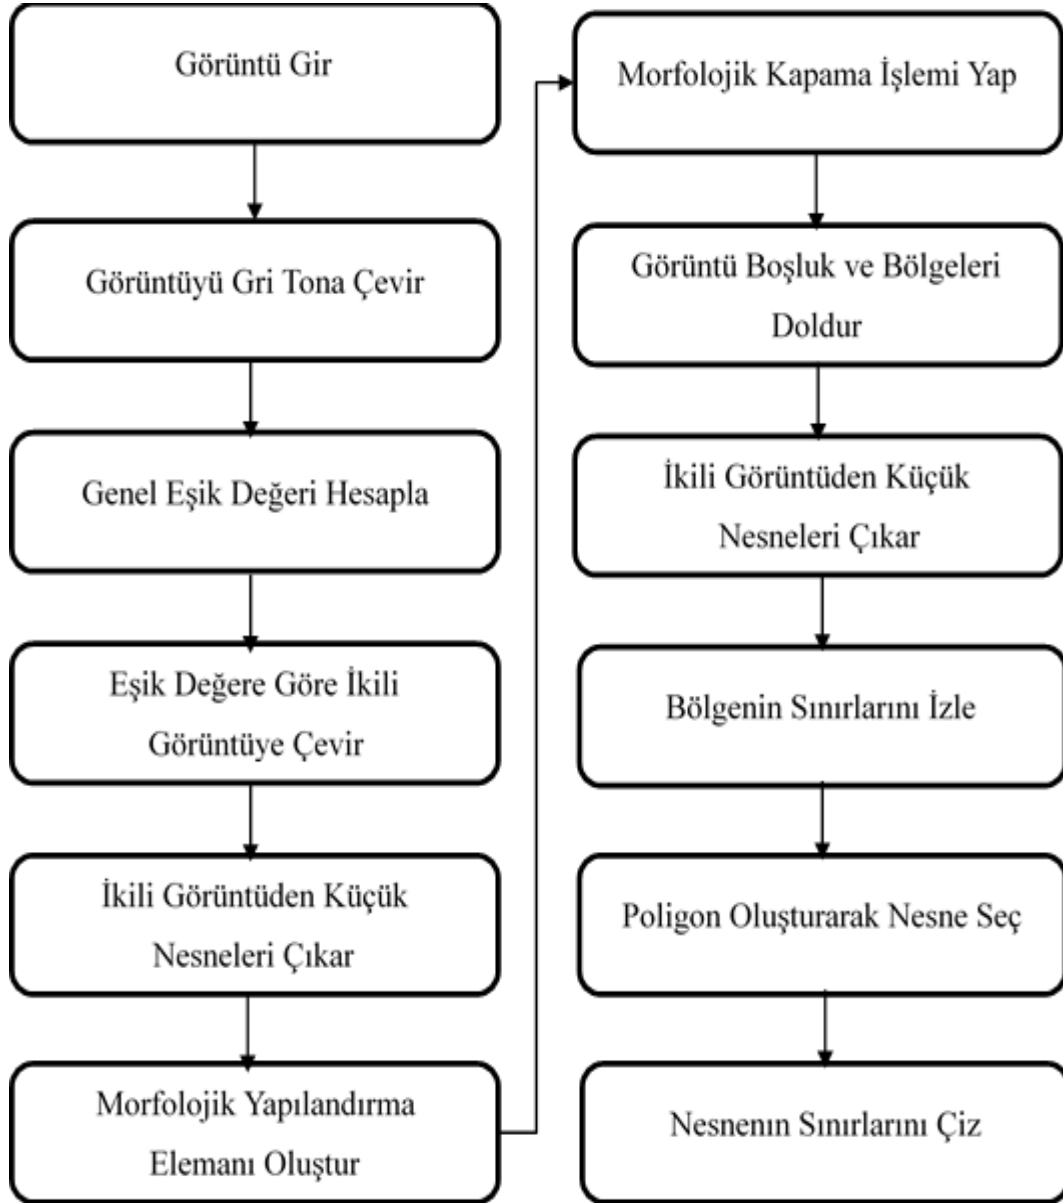 Görüntü Gir
Görüntüyü Gri Tona Çevir
Genel Eşik Değeri Hesapla
Eşik Değere Göre İkili
Görüntüye Çevir
İkili Görüntüden Küçük
Nesneleri Çıkar
Morfolojik Yapılandırma
Elemanı Oluştur
Morfolojik Kapama İşlemi Yap
Görüntü Boşluk ve Bölgeleri
Doldur
İkili Görüntüden Küçük
Nesneleri Çıkar
Bölgenin Sınırlarını İzle
Poligon Oluşturarak Nesne Seç
Nesnenın Sınırlarını Çiz